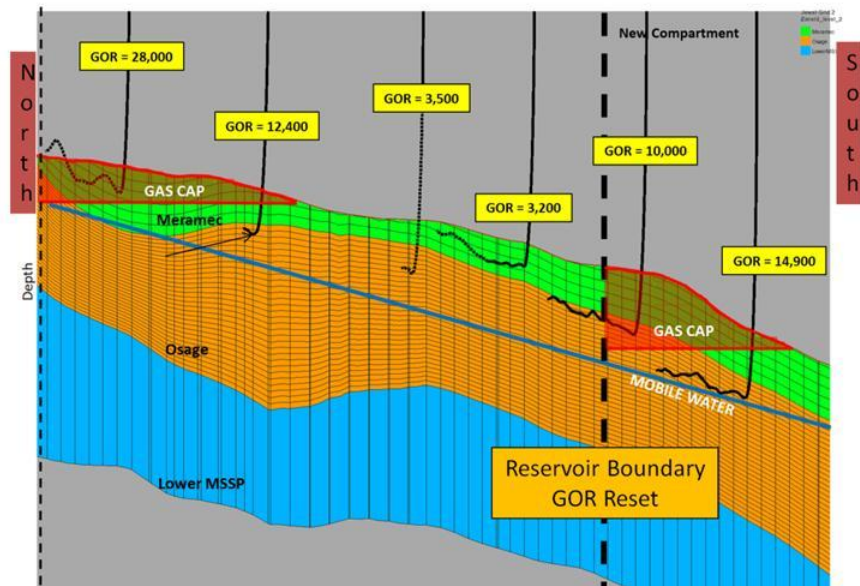 North
South
New Compartment
GOR = 28,000
GOR = 12,400
GOR = 3,500
GOR = 3,200
GOR = 10,000
GOR = 14,900
GAS CAP
Meramec
GAS CAP
Depth
Osage
MOBILE WATER
Lower MSSP
Reservoir Boundary
GOR Reset
Meramec
Osage